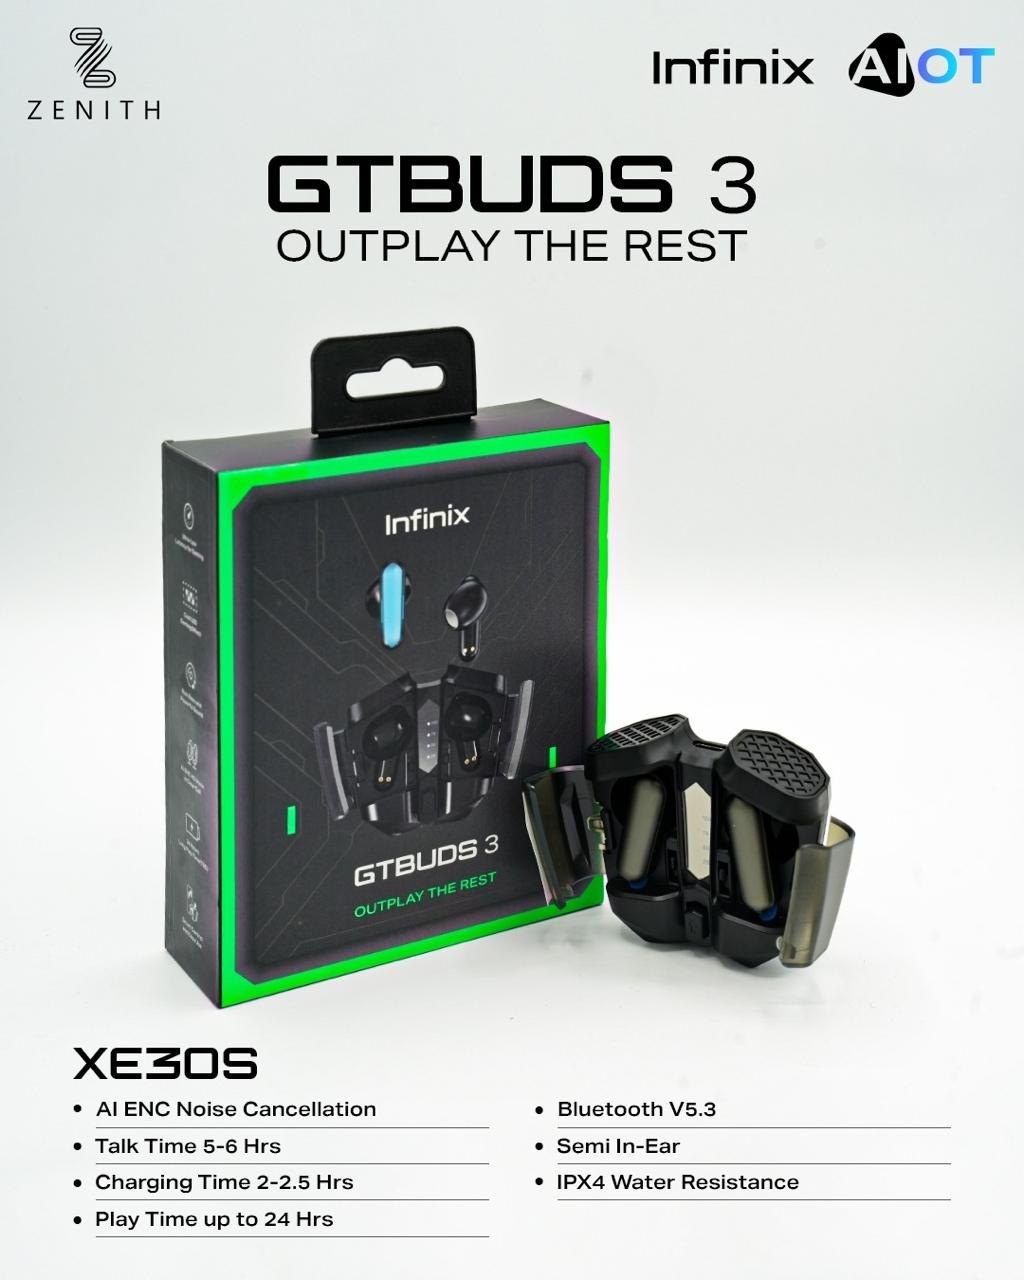 ZENITH
Infinix AIOT
GTBUDS 3
OUTPLAY THE REST
Infinix
GTBUDS 3
OUTPLAY THE REST
XE30S
• AI ENC Noise Cancellation
• Talk Time 5-6 Hrs
• Charging Time 2-2.5 Hrs
• Play Time up to 24 Hrs
• Bluetooth V5.3
• Semi In-Ear
• IPX4 Water Resistance